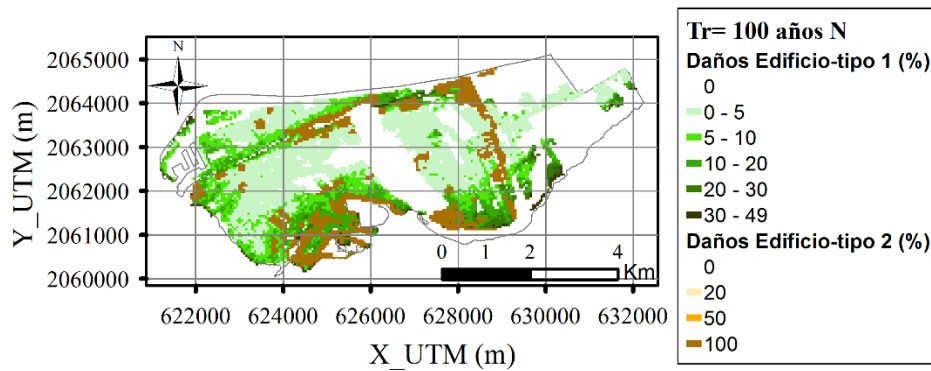 N
2065000
2064000
2063000
2062000
2061000
2060000
Y_UTM (m)
0 1 2 4
Km
622000 624000 626000 628000 630000 632000
X_UTM (m)
Tr= 100 años N
Daños Edificio-tipo 1 (%)
0
0 - 5
5 - 10
10 - 20
20 - 30
30 - 49
Daños Edificio-tipo 2 (%)
0
20
50
100